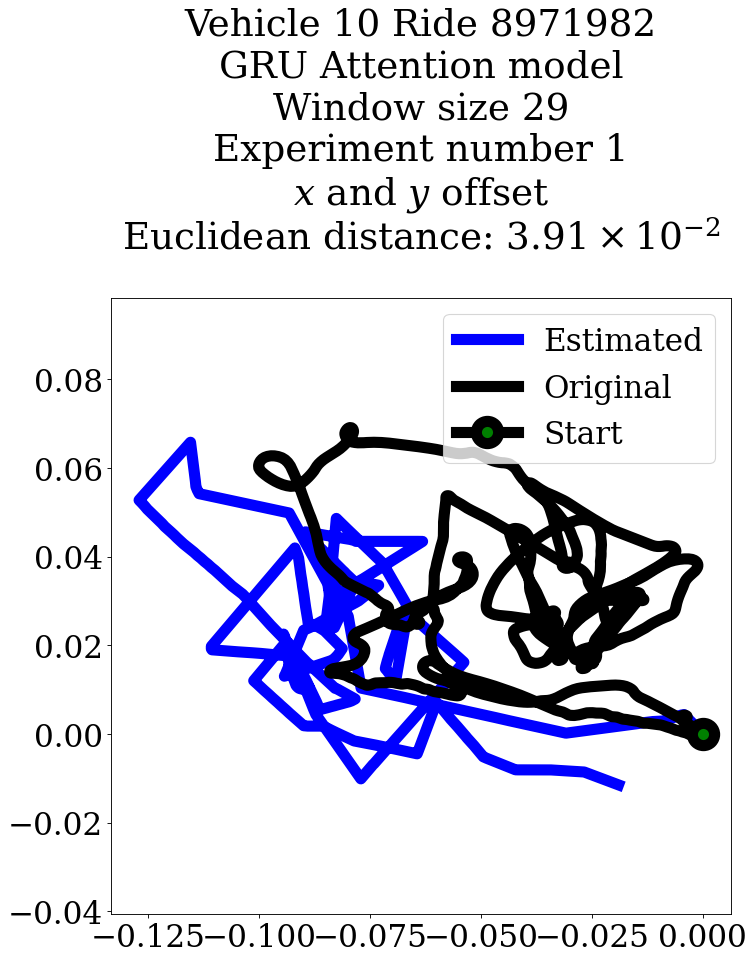 Vehicle 10 Ride 8971982
GRU Attention model
Window size 29
Experiment number 1
x and y offset
Euclidean distance: 3.91 × 10⁻²
Estimated
Original
Start
0.08
0.06
0.04
0.02
0.00
−0.02
−0.04
−0.125 −0.100 −0.075 −0.050 −0.025 0.000